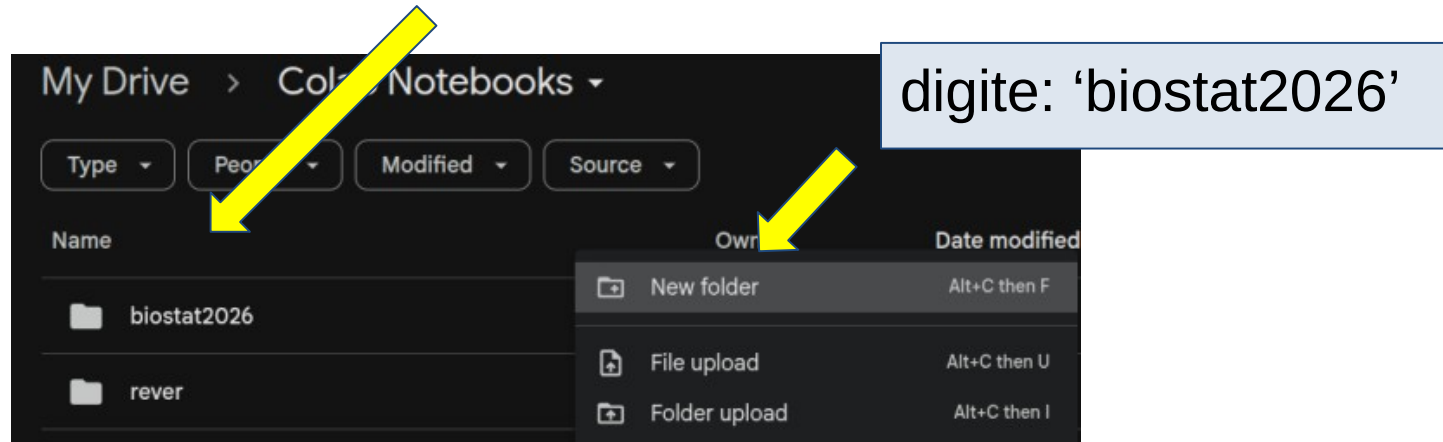 My Drive > Notebooks
digite: ‘biostat2026’
Type Modified Source
Name Date modified
New folder Alt+C then F
biostat2026
File upload Alt+C then U
rever
Folder upload Alt+C then I